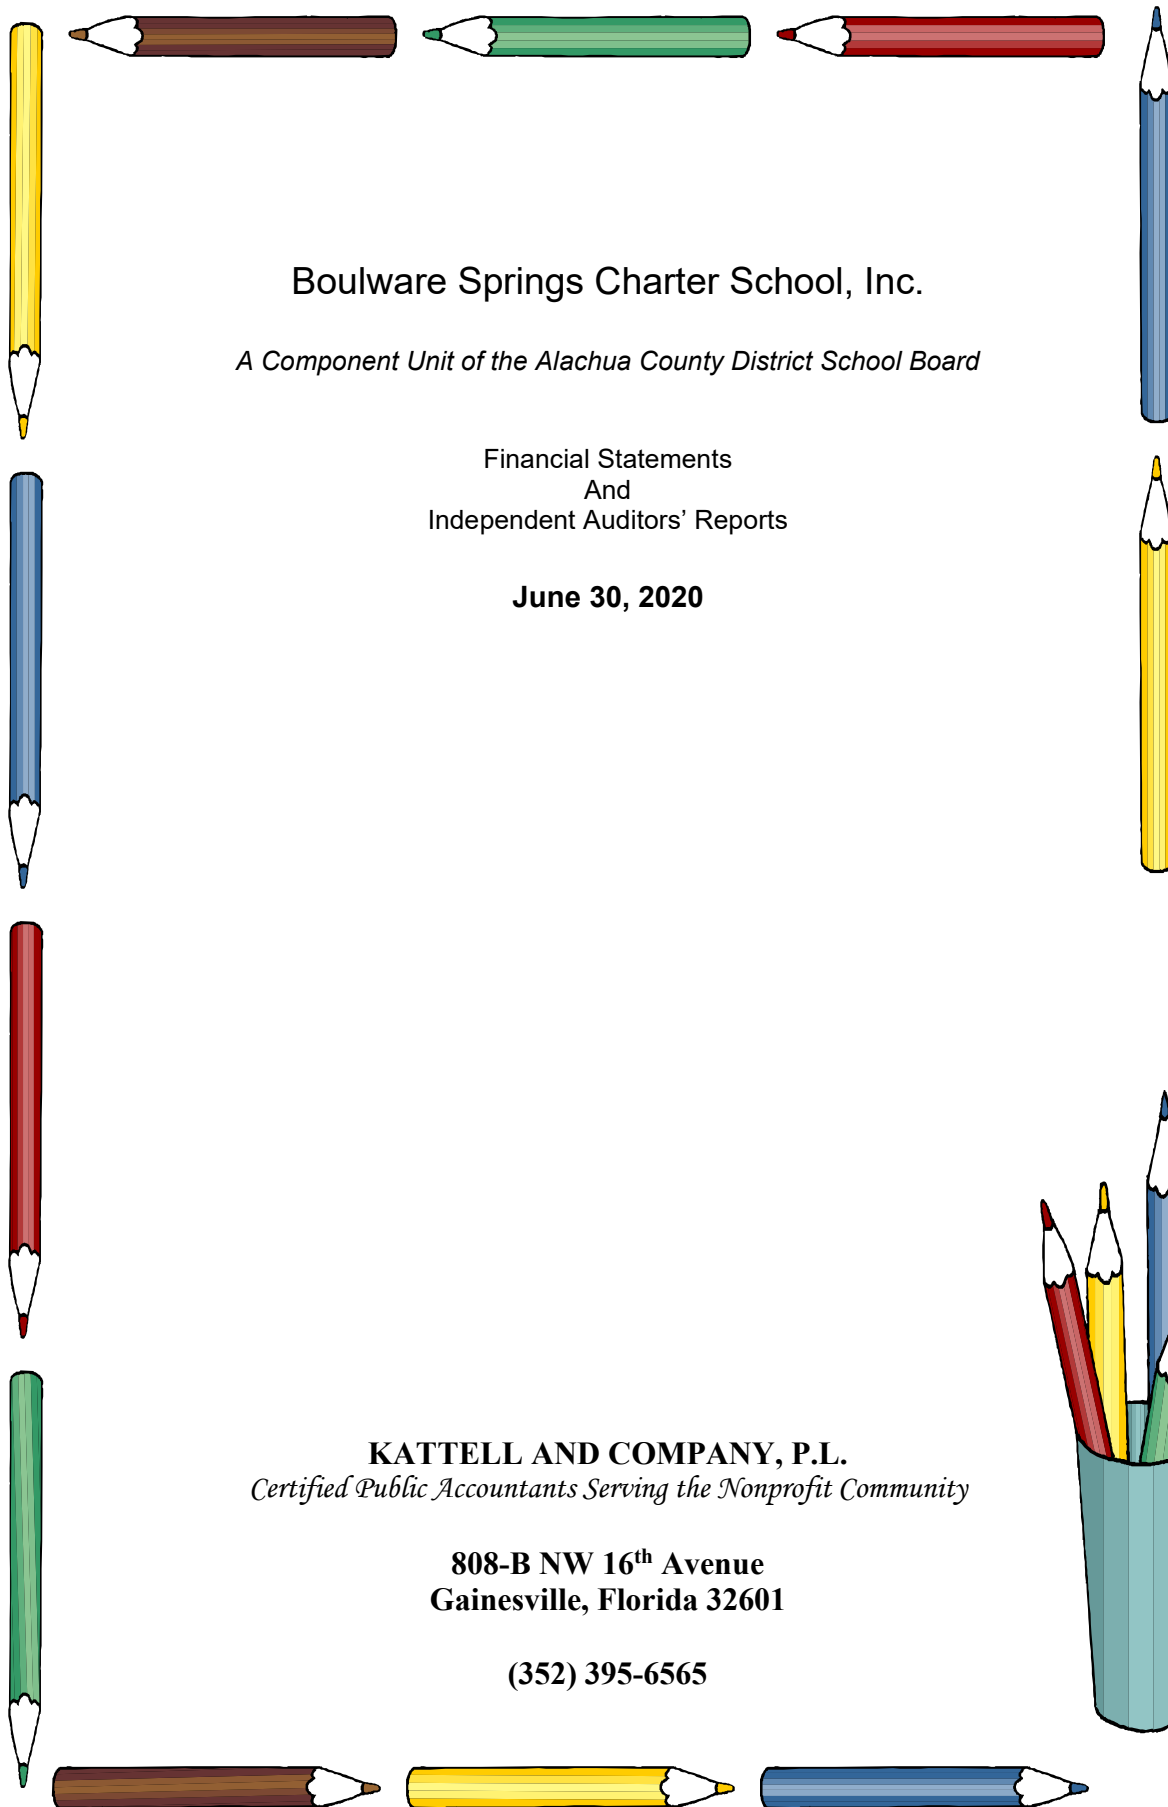 Boulware Springs Charter School, Inc.
A Component Unit of the Alachua County District School Board
Financial Statements
And
Independent Auditors’ Reports
June 30, 2020
KATTELL AND COMPANY, P.L.
Certified Public Accountants Serving the Nonprofit Community
808-B NW 16th Avenue
Gainesville, Florida 32601
(352) 395-6565